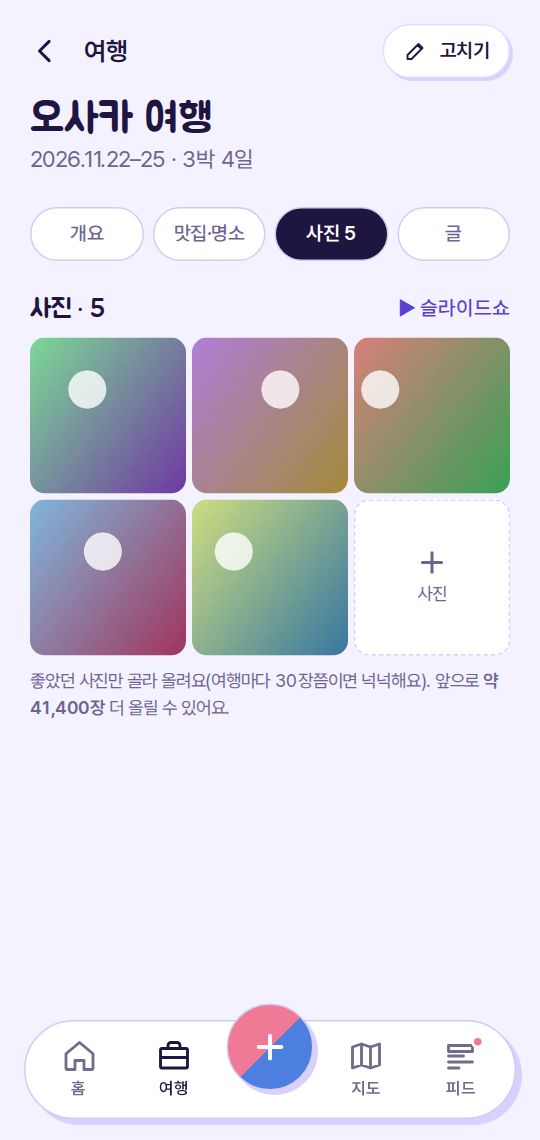 여행
고치기
오사카 여행
2026.11.22–25 · 3박 4일
개요
맛집·명소
사진 5
글
사진 · 5
▶ 슬라이드쇼
사진
좋았던 사진만 골라 올려요(여행마다 30장쯤이면 넉넉해요). 앞으로 약
41,400장 더 올릴 수 있어요.
홈
여행
지도
피드